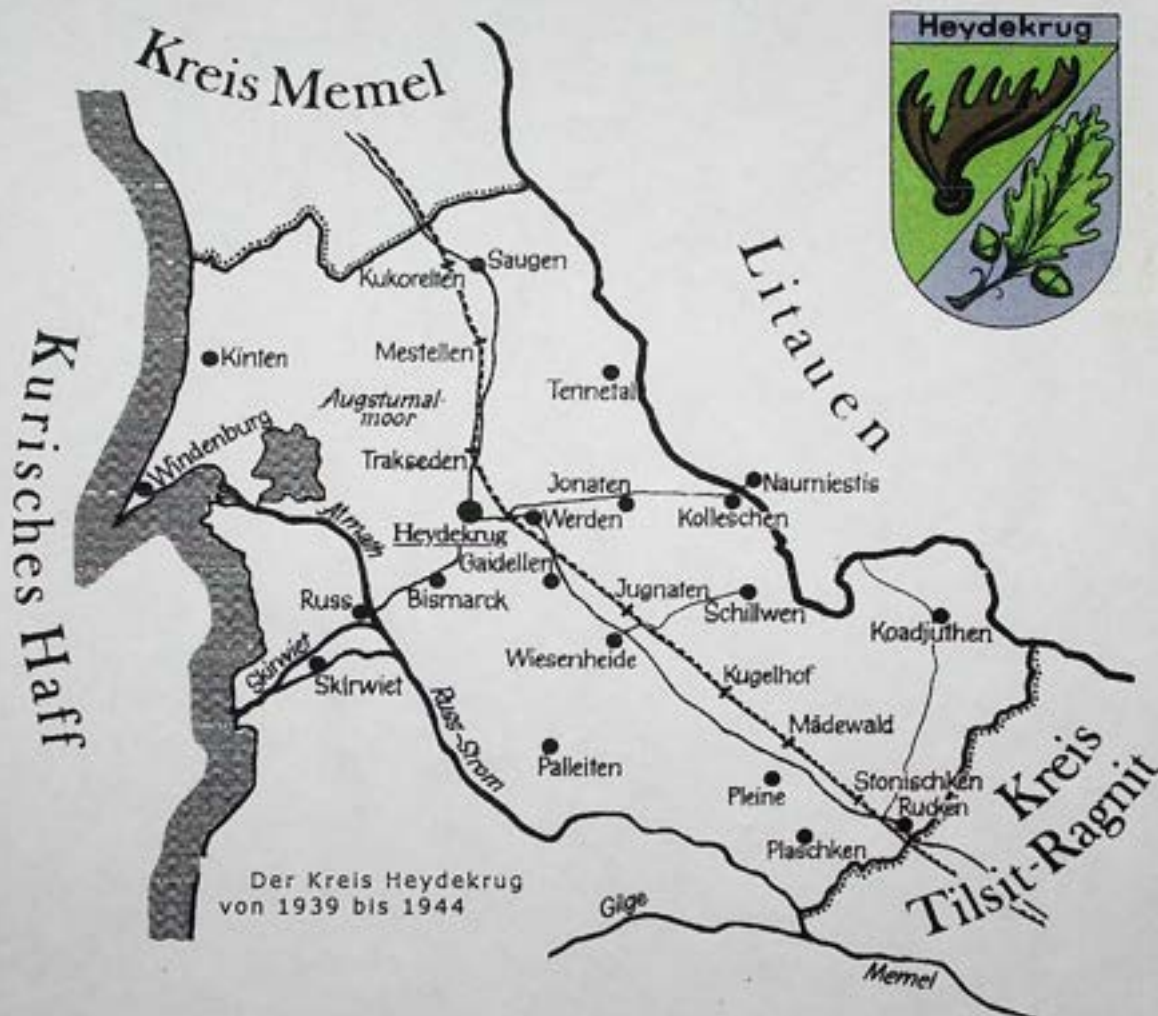 Heydekrug
Kreis Memel
Litauen
Kurisches Haff
Kukoreiten
Saugen
Kinten
Mestellen
Tennetal
Augstumal-
moor
Windenburg
Trakseden
Jonaten
Naumiestis
Werden
Kolleschen
Heydekrug
Atmath
Gaidellen
Russ
Bismarck
Jugnaten
Schillwen
Koadjuthen
Wiesenheide
Skirwiet
Skirwiet
Kugelhof
Russ-Strom
Mädewald
Palleiten
Pleine
Stonischken
Rucken
Plaschken
Kreis
Tilsit-Ragnit
Der Kreis Heydekrug
von 1939 bis 1944
Gilge
Memel